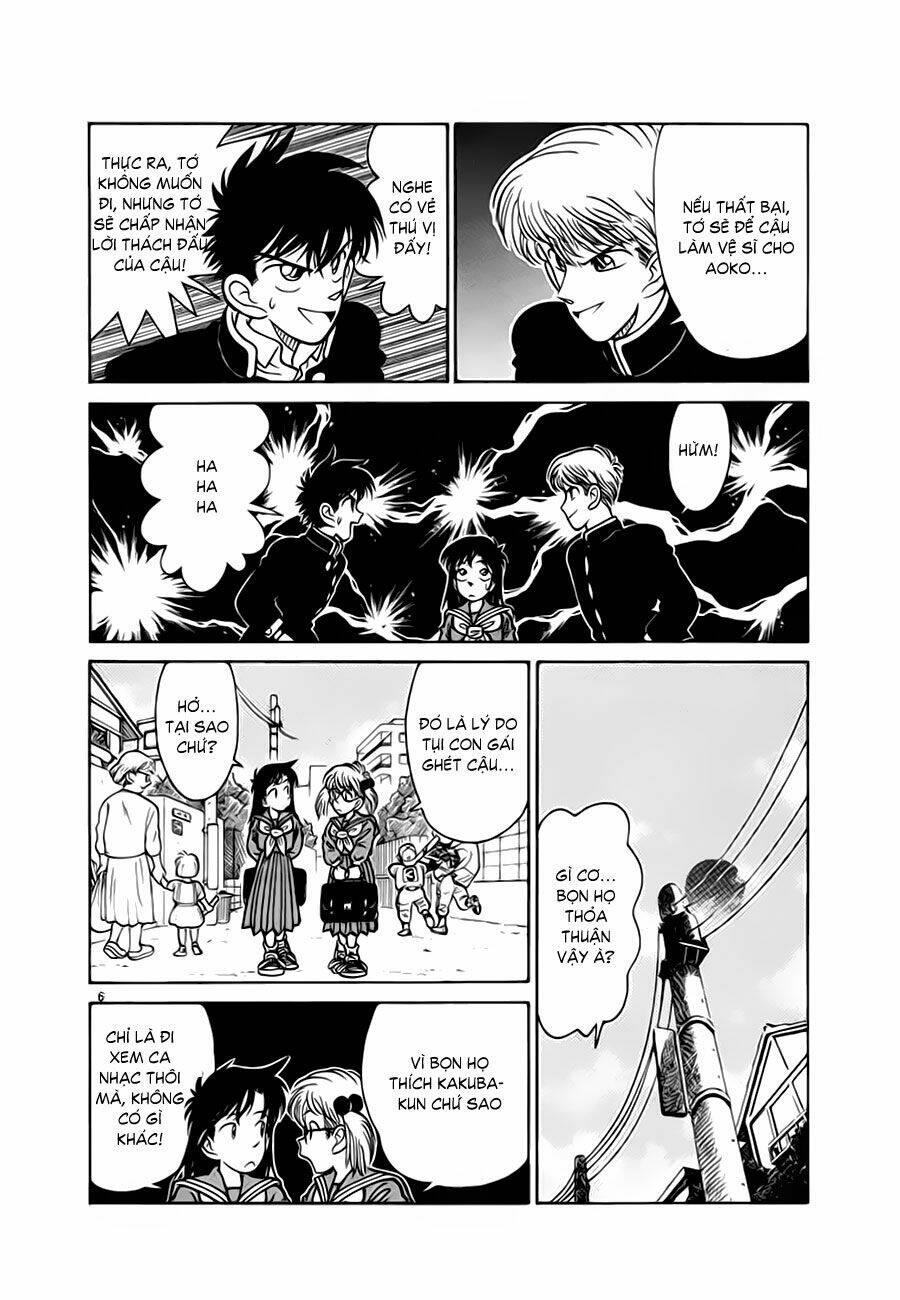 NẾU THẤT BẠI,
TỚ SẼ ĐỂ CẬU
LÀM VỆ SĨ CHO
AOKO...
NGHE
CÓ VẺ
THÚ VỊ
ĐẤY!
THỰC RA, TỚ
KHÔNG MUỐN
ĐI, NHƯNG TỚ
SẼ CHẤP NHẬN
LỜI THÁCH ĐẤU
CỦA CẬU!
HỪM!
HA
HA
HA
GÌ CƠ...
BỌN HỌ
THỎA
THUẬN
VẬY À?
ĐÓ LÀ LÝ DO
TỤI CON GÁI
GHÉT CẬU...
HỞ...
TẠI SAO
CHỨ?
6
VÌ BỌN HỌ
THÍCH KAKUBA-
KUN CHỨ SAO
CHỈ LÀ ĐI
XEM CA
NHẠC THÔI
MÀ, KHÔNG
CÓ GÌ
KHÁC!